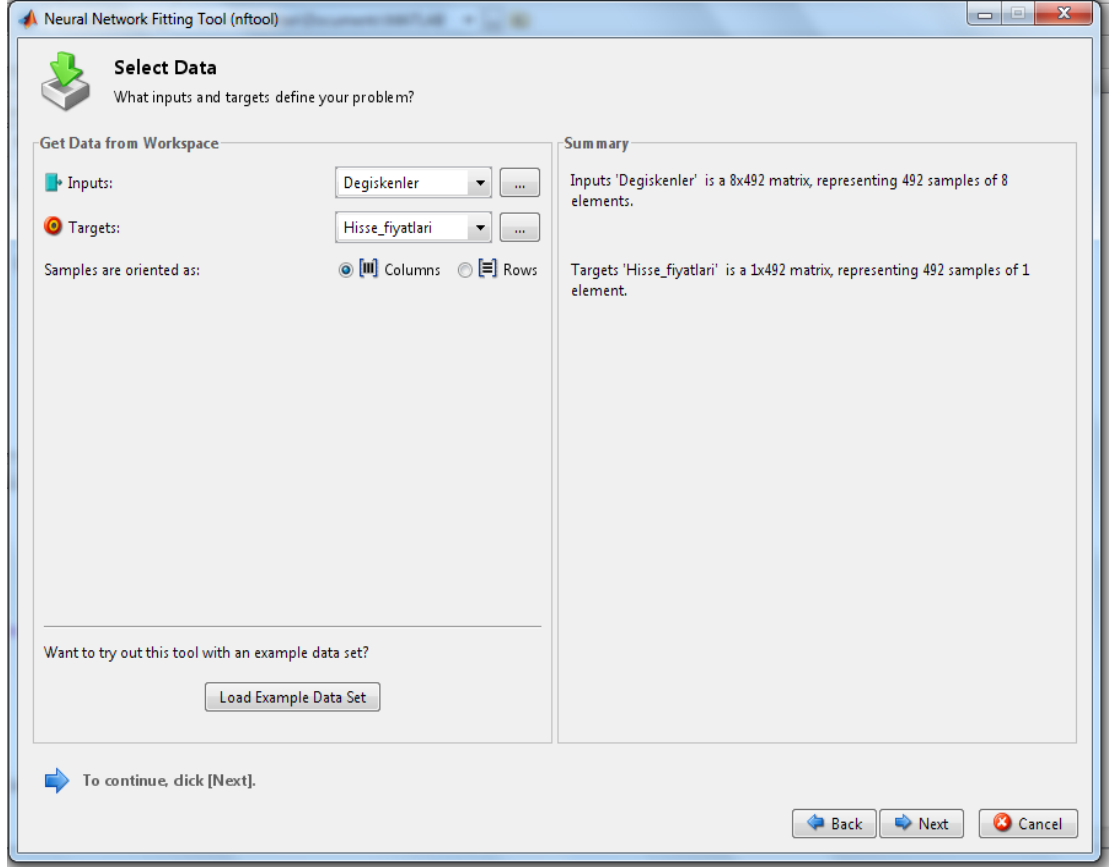 Neural Network Fitting Tool (nftool)
Select Data
What inputs and targets define your problem?
Get Data from Workspace
Inputs:
Degiskenler
...
Targets:
Hisse_fiyatlari
...
Samples are oriented as:
Columns
Rows
Want to try out this tool with an example data set?
Load Example Data Set
Summary
Inputs 'Degiskenler' is a 8x492 matrix, representing 492 samples of 8
elements.
Targets 'Hisse_fiyatlari' is a 1x492 matrix, representing 492 samples of 1
element.
To continue, click [Next].
Back
Next
Cancel